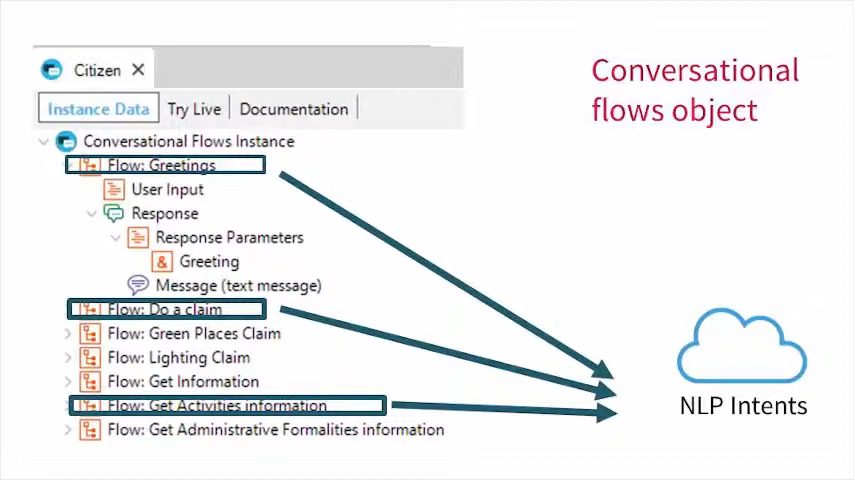 Citizen
Conversational
flows object
Instance Data
Try Live
Documentation
Conversational Flows Instance
Flow: Greetings
User Input
Response
Response Parameters
&
Greeting
Message (text message)
Flow: Do a claim
Flow: Green Places Claim
Flow: Lighting Claim
Flow: Get Information
Flow: Get Activities information
Flow: Get Administrative Formalities information
NLP Intents